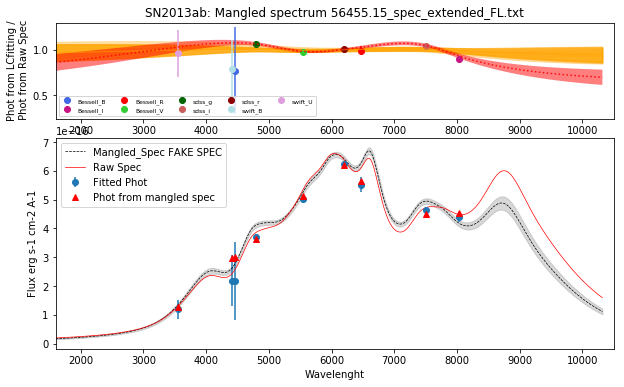 SN2013ab: Mangled spectrum 56455.15_spec_extended_FL.txt
Phot from LCfitting /
Phot from Raw Spec
1.0
0.5
Bessell_B
Bessell_R
sdss_g
sdss_r
swift_U
Bessell_I
Bessell_V
sdss_i
swift_B
2000 3000 4000 5000 6000 7000 8000 9000 10000
Flux erg s-1 cm-2 A-1
7
6
5
4
3
2
1
0
Mangled_Spec FAKE SPEC
Raw Spec
Fitted Phot
Phot from mangled spec
2000 3000 4000 5000 6000 7000 8000 9000 10000
Wavelenght